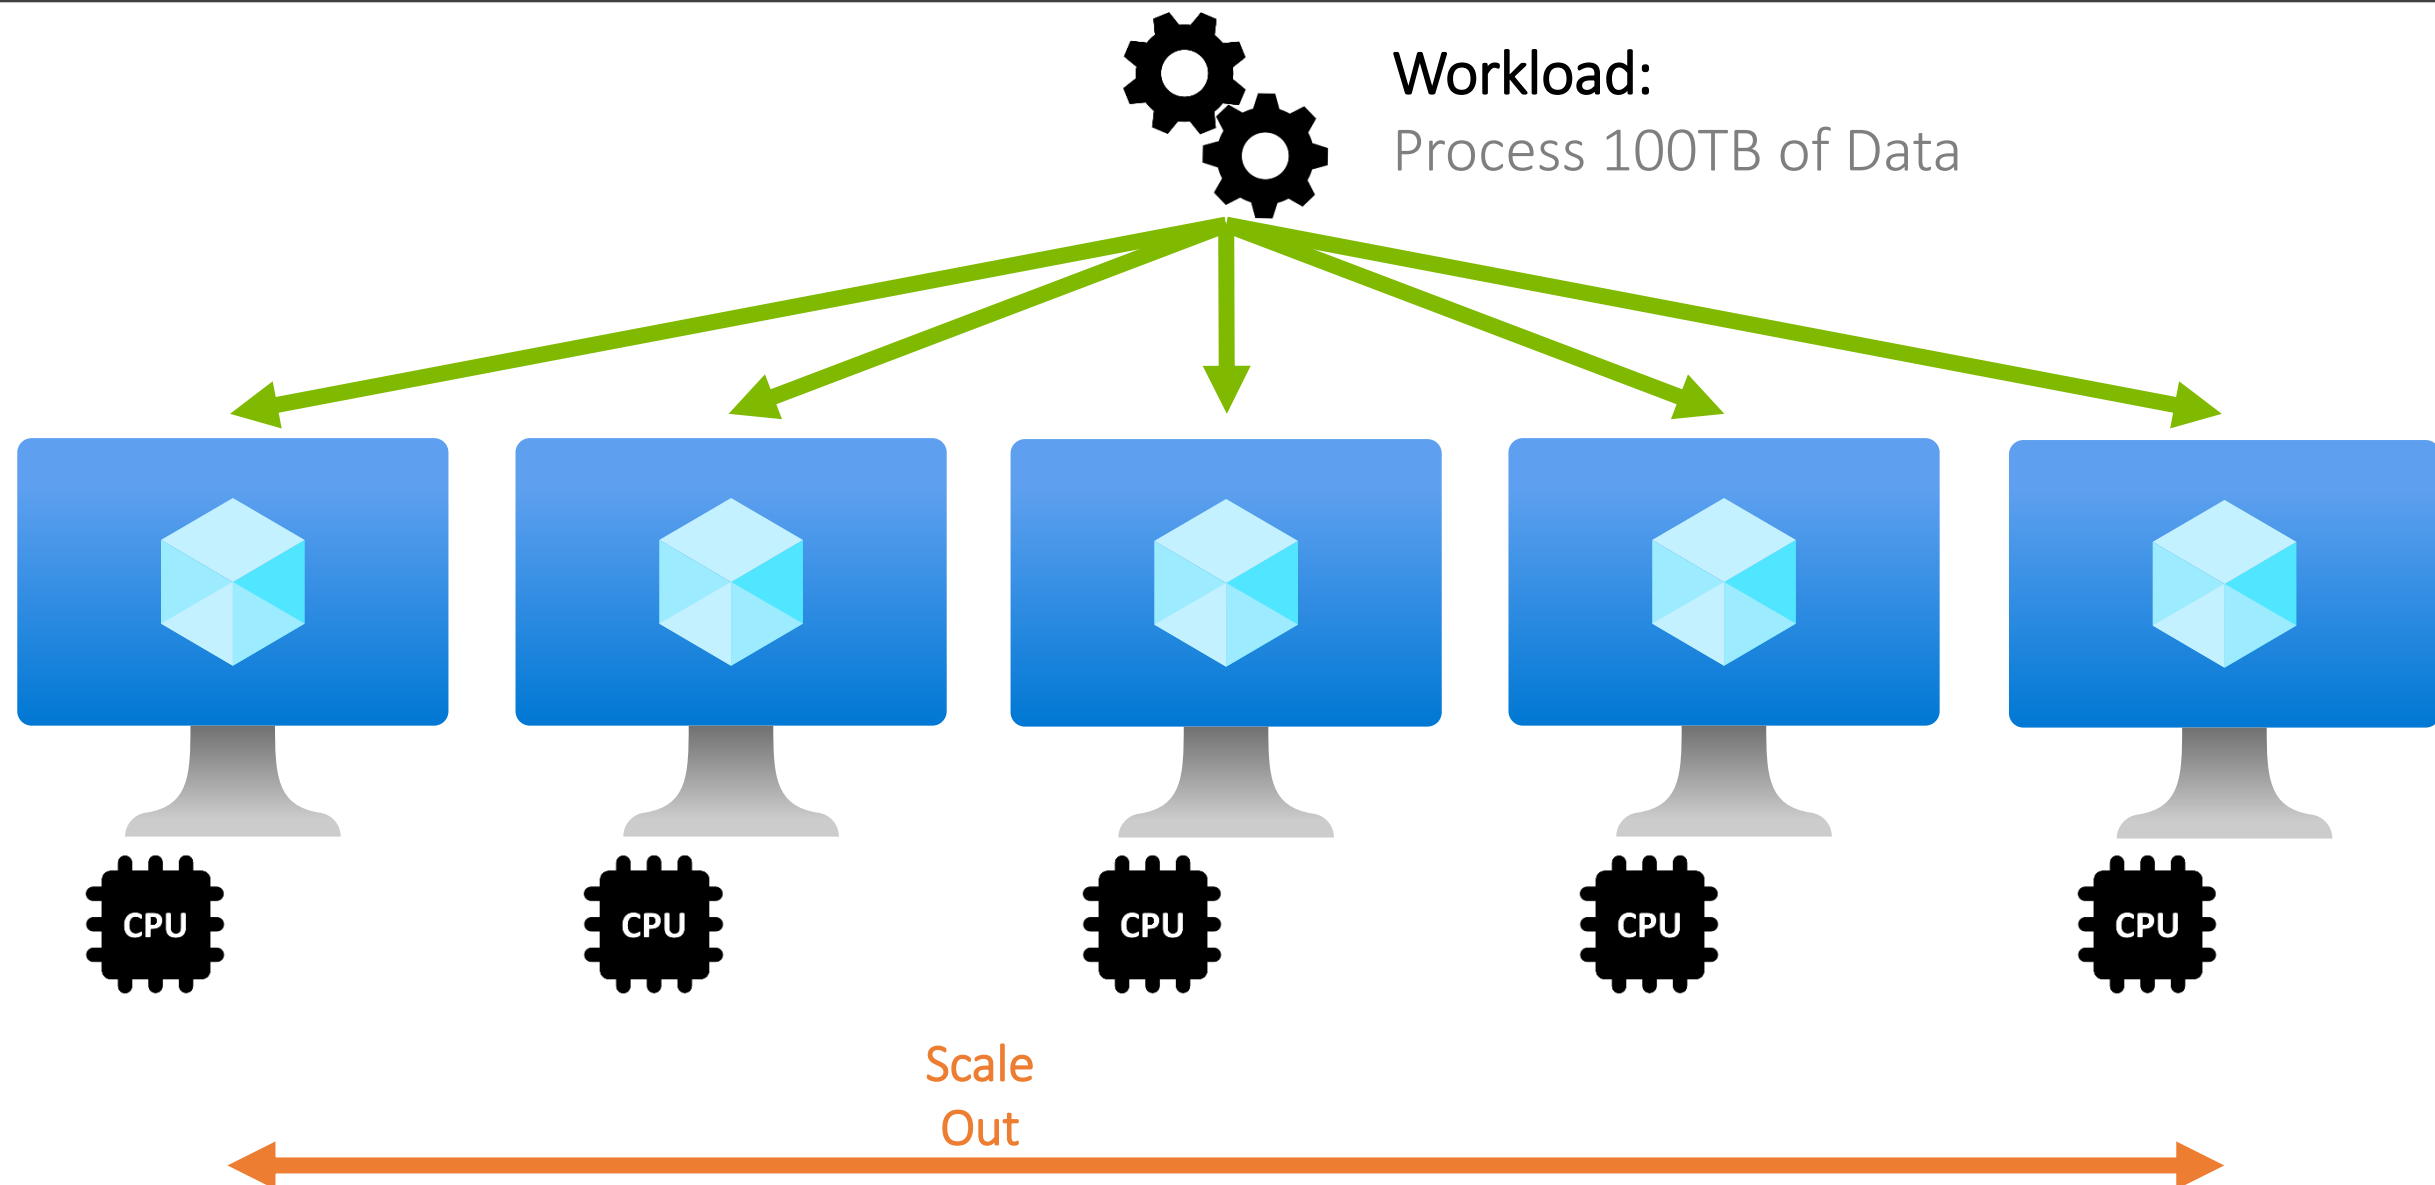 Workload:
Process 100TB of Data
CPU
CPU
CPU
CPU
CPU
Scale
Out